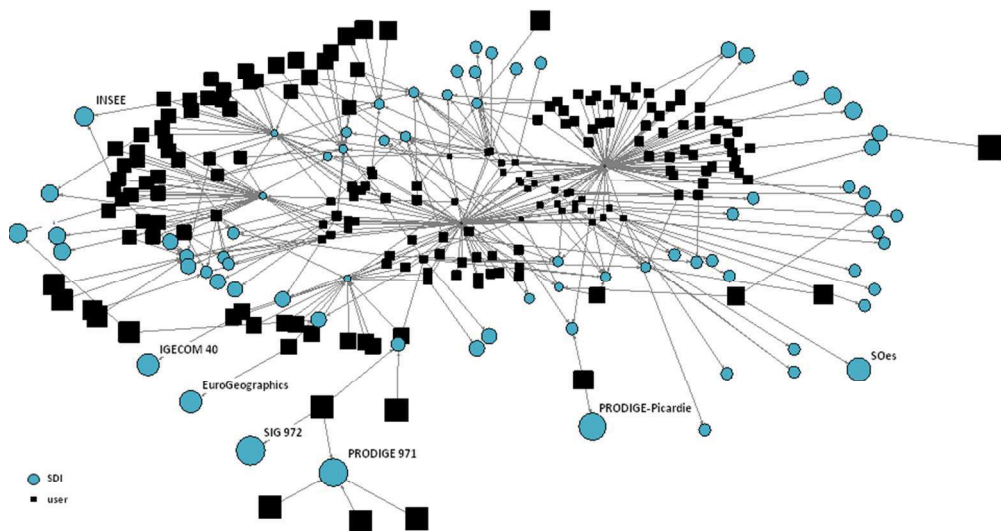 INSEE
IGECOM 40
SOes
EuroGeographics
PRODIGE-Picardie
SIG 972
PRODIGE 971
SDI
user